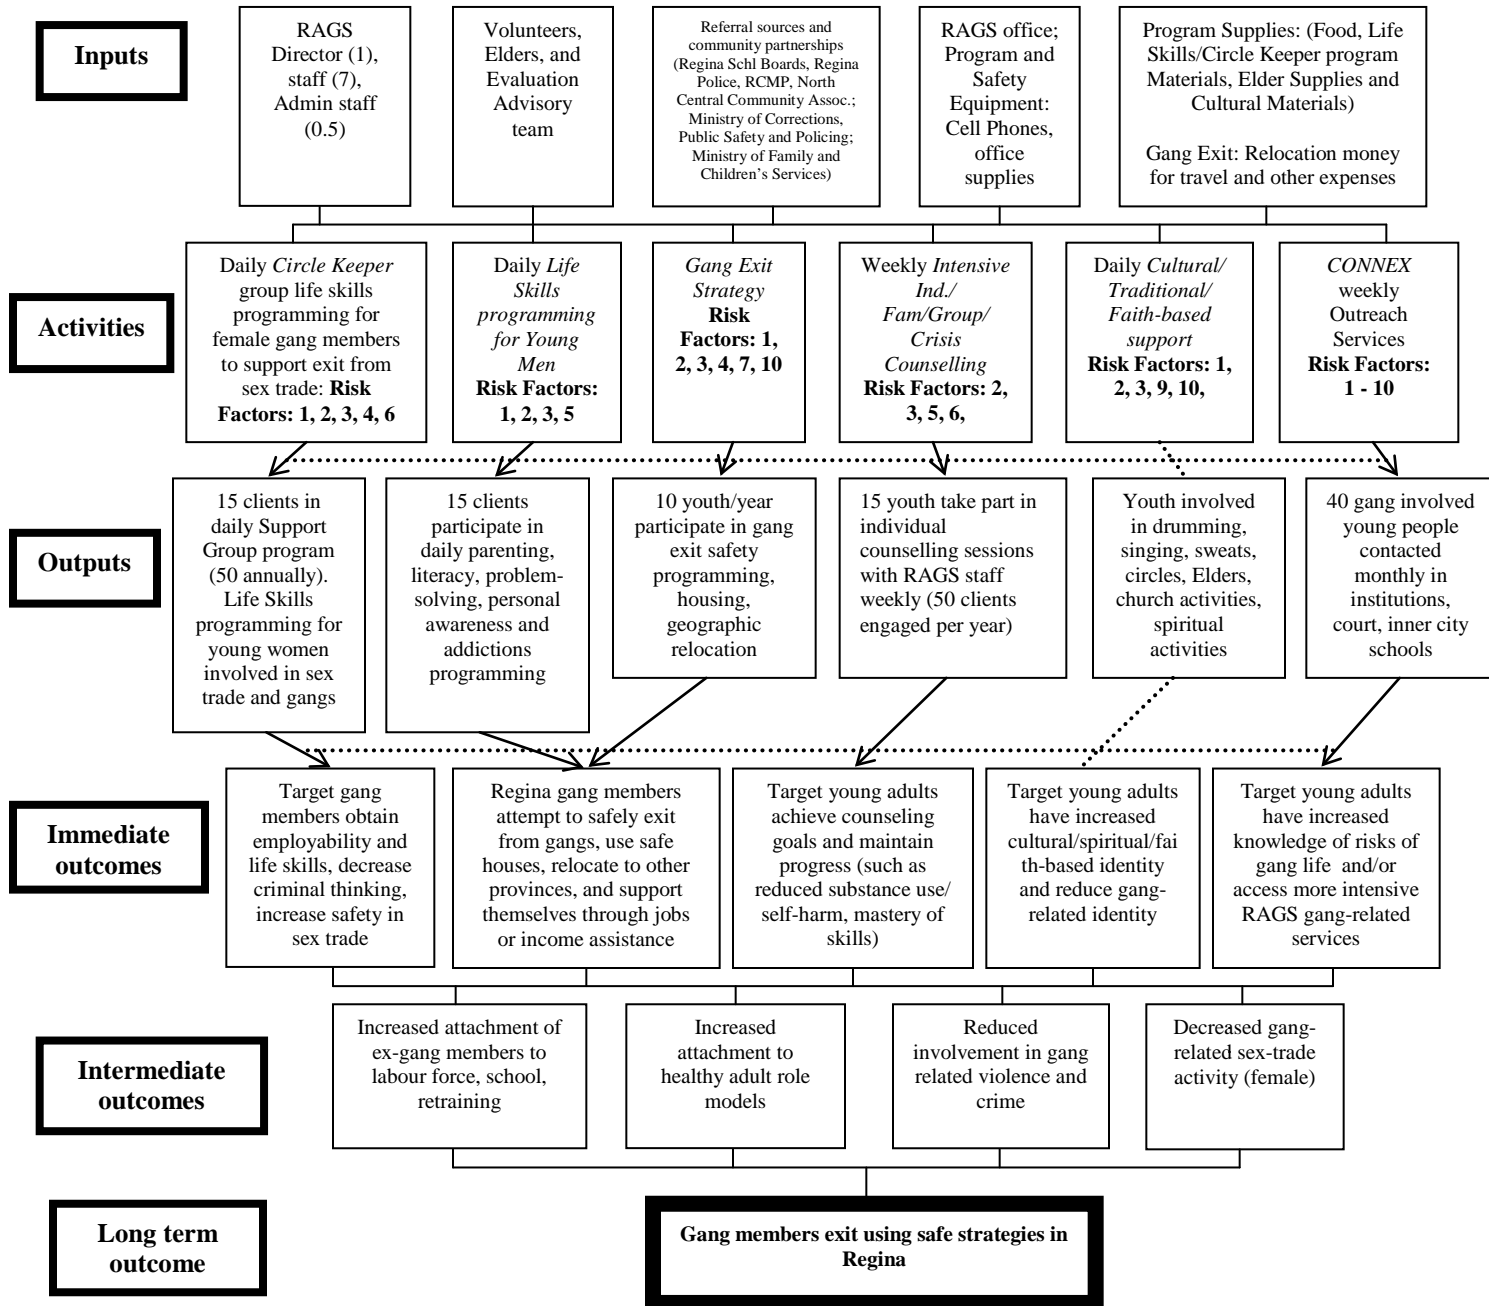 Inputs
RAGS
Director (1),
staff (7),
Admin staff
(0.5)
Volunteers,
Elders, and
Evaluation
Advisory
team
Referral sources and
community partnerships
(Regina Schl Boards, Regina
Police, RCMP, North
Central Community Assoc.;
Ministry of Corrections,
Public Safety and Policing;
Ministry of Family and
Children's Services)
RAGS office;
Program and
Safety
Equipment:
Cell Phones,
office
supplies
Program Supplies: (Food, Life
Skills/Circle Keeper program
Materials, Elder Supplies and
Cultural Materials)
Gang Exit: Relocation money
for travel and other expenses
Activities
Daily Circle Keeper
group life skills
programming for
female gang members
to support exit from
sex trade: Risk
Factors: 1, 2, 3, 4, 6
Daily Life
Skills
programming
for Young
Men
Risk Factors:
1, 2, 3, 5
Gang Exit
Strategy
Risk
Factors: 1,
2, 3, 4, 7, 10
Weekly Intensive
Ind./
Fam/Group/
Crisis
Counselling
Risk Factors: 2,
3, 5, 6,
Daily Cultural/
Traditional/
Faith-based
support
Risk Factors: 1,
2, 3, 9, 10,
CONNEX
weekly
Outreach
Services
Risk Factors:
1 - 10
Outputs
15 clients in
daily Support
Group program
(50 annually).
Life Skills
programming for
young women
involved in sex
trade and gangs
15 clients
participate in
daily parenting,
literacy, problem-
solving, personal
awareness and
addictions
programming
10 youth/year
participate in gang
exit safety
programming,
housing,
geographic
relocation
15 youth take part in
individual
counselling sessions
with RAGS staff
weekly (50 clients
engaged per year)
Youth involved
in drumming,
singing, sweats,
circles, Elders,
church activities,
spiritual
activities
40 gang involved
young people
contacted
monthly in
institutions,
court, inner city
schools
Immediate
outcomes
Target gang
members obtain
employability and
life skills, decrease
criminal thinking,
increase safety in
sex trade
Regina gang members
attempt to safely exit
from gangs, use safe
houses, relocate to other
provinces, and support
themselves through jobs
or income assistance
Target young adults
achieve counseling
goals and maintain
progress (such as
reduced substance use/
self-harm, mastery of
skills)
Target young adults
have increased
cultural/spiritual/fai
th-based identity
and reduce gang-
related identity
Target young adults
have increased
knowledge of risks of
gang life and/or
access more intensive
RAGS gang-related
services
Intermediate
outcomes
Increased attachment of
ex-gang members to
labour force, school,
retraining
Increased
attachment to
healthy adult role
models
Reduced
involvement in gang
related violence and
crime
Decreased gang-
related sex-trade
activity (female)
Long term
outcome
Gang members exit using safe strategies in
Regina